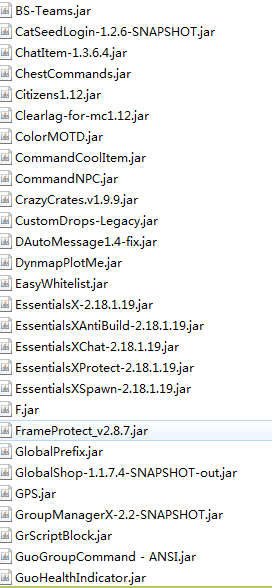 BS-Teams.jar
CatSeedLogin-1.2.6-SNAPSHOT.jar
ChatItem-1.3.6.4.jar
ChestCommands.jar
Citizens1.12.jar
Clearlag-for-mc1.12.jar
ColorMOTD.jar
CommandCoolItem.jar
CommandNPC.jar
CrazyCrates.v1.9.9.jar
CustomDrops-Legacy.jar
DAutoMessage1.4-fix.jar
DynmapPlotMe.jar
EasyWhitelist.jar
EssentialsX-2.18.1.19.jar
EssentialsXAntiBuild-2.18.1.19.jar
EssentialsXChat-2.18.1.19.jar
EssentialsXProtect-2.18.1.19.jar
EssentialsXSpawn-2.18.1.19.jar
F.jar
FrameProtect_v2.8.7.jar
GlobalPrefix.jar
GlobalShop-1.1.7.4-SNAPSHOT-out.jar
GPS.jar
GroupManagerX-2.2-SNAPSHOT.jar
GrScriptBlock.jar
GuoGroupCommand - ANSI.jar
GuoHealthIndicator.jar